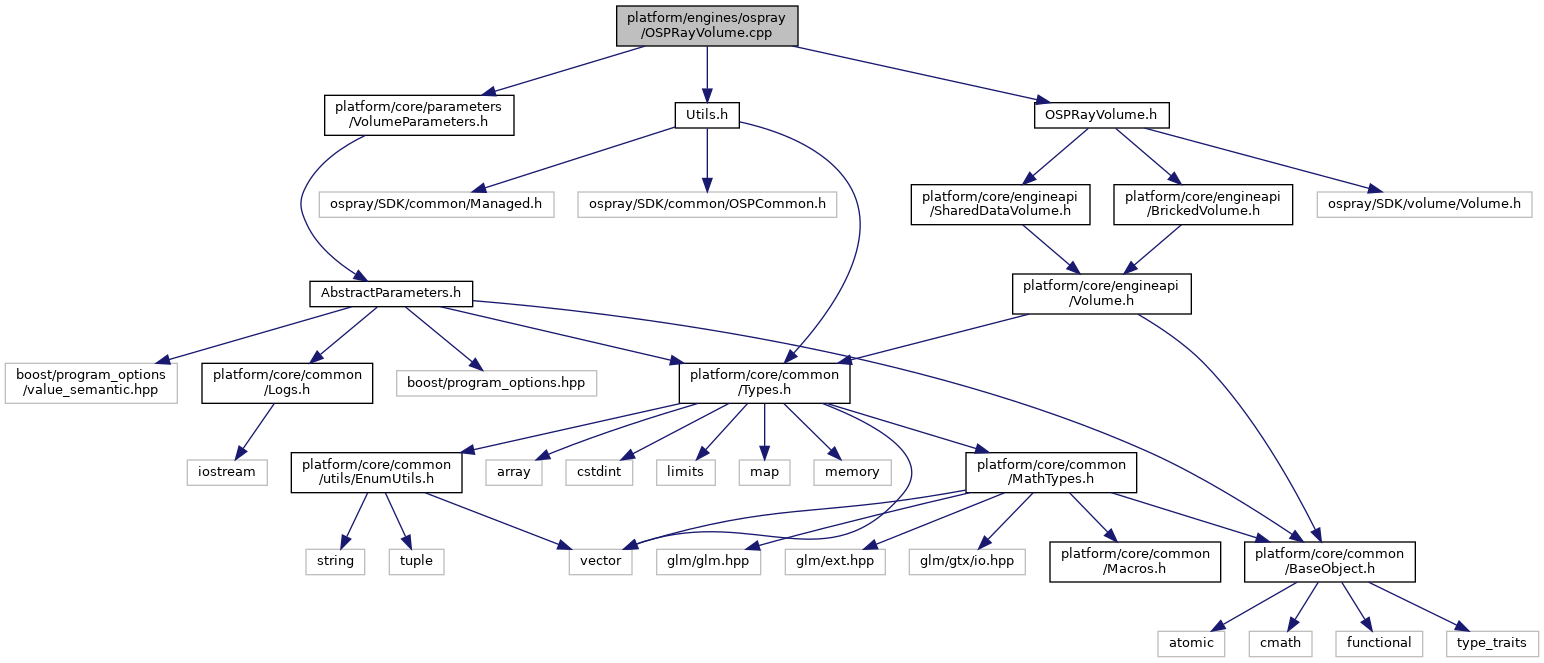 platform/engines/ospray
/OSPRayVolume.cpp
platform/core/parameters
/VolumeParameters.h
Utils.h
OSPRayVolume.h
ospray/SDK/common/Managed.h
ospray/SDK/common/OSPCommon.h
platform/core/engineapi
/SharedDataVolume.h
platform/core/engineapi
/BrickedVolume.h
ospray/SDK/volume/Volume.h
AbstractParameters.h
platform/core/engineapi
/Volume.h
boost/program_options
/value_semantic.hpp
platform/core/common
/Logs.h
boost/program_options.hpp
platform/core/common
/Types.h
iostream
platform/core/common
/utils/EnumUtils.h
array
cstdint
limits
map
memory
platform/core/common
/MathTypes.h
string
tuple
vector
glm/glm.hpp
glm/ext.hpp
glm/gtx/io.hpp
platform/core/common
/Macros.h
platform/core/common
/BaseObject.h
atomic
cmath
functional
type_traits